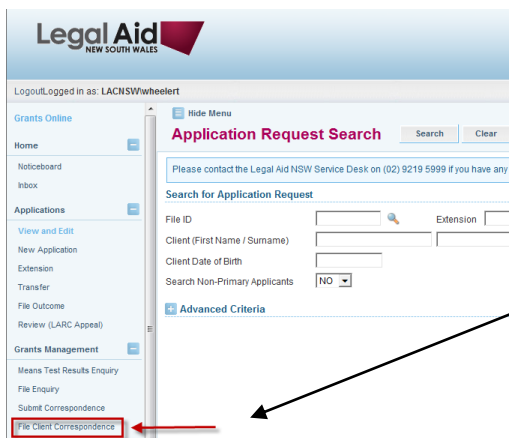 Legal Aid
NEW SOUTH WALES
LogoutLogged in as: LACNSW\wheelert
Grants Online
Home
Noticeboard
Inbox
Applications
View and Edit
New Application
Extension
Transfer
File Outcome
Review (LARC Appeal)
Grants Management
Means Test Results Enquiry
File Enquiry
Submit Correspondence
File Client Correspondence
Hide Menu
Application Request Search Search Clear
Please contact the Legal Aid NSW Service Desk on (02) 9219 5999 if you have any
Search for Application Request
File ID Extension
Client (First Name / Surname)
Client Date of Birth
Search Non-Primary Applicants NO
Advanced Criteria